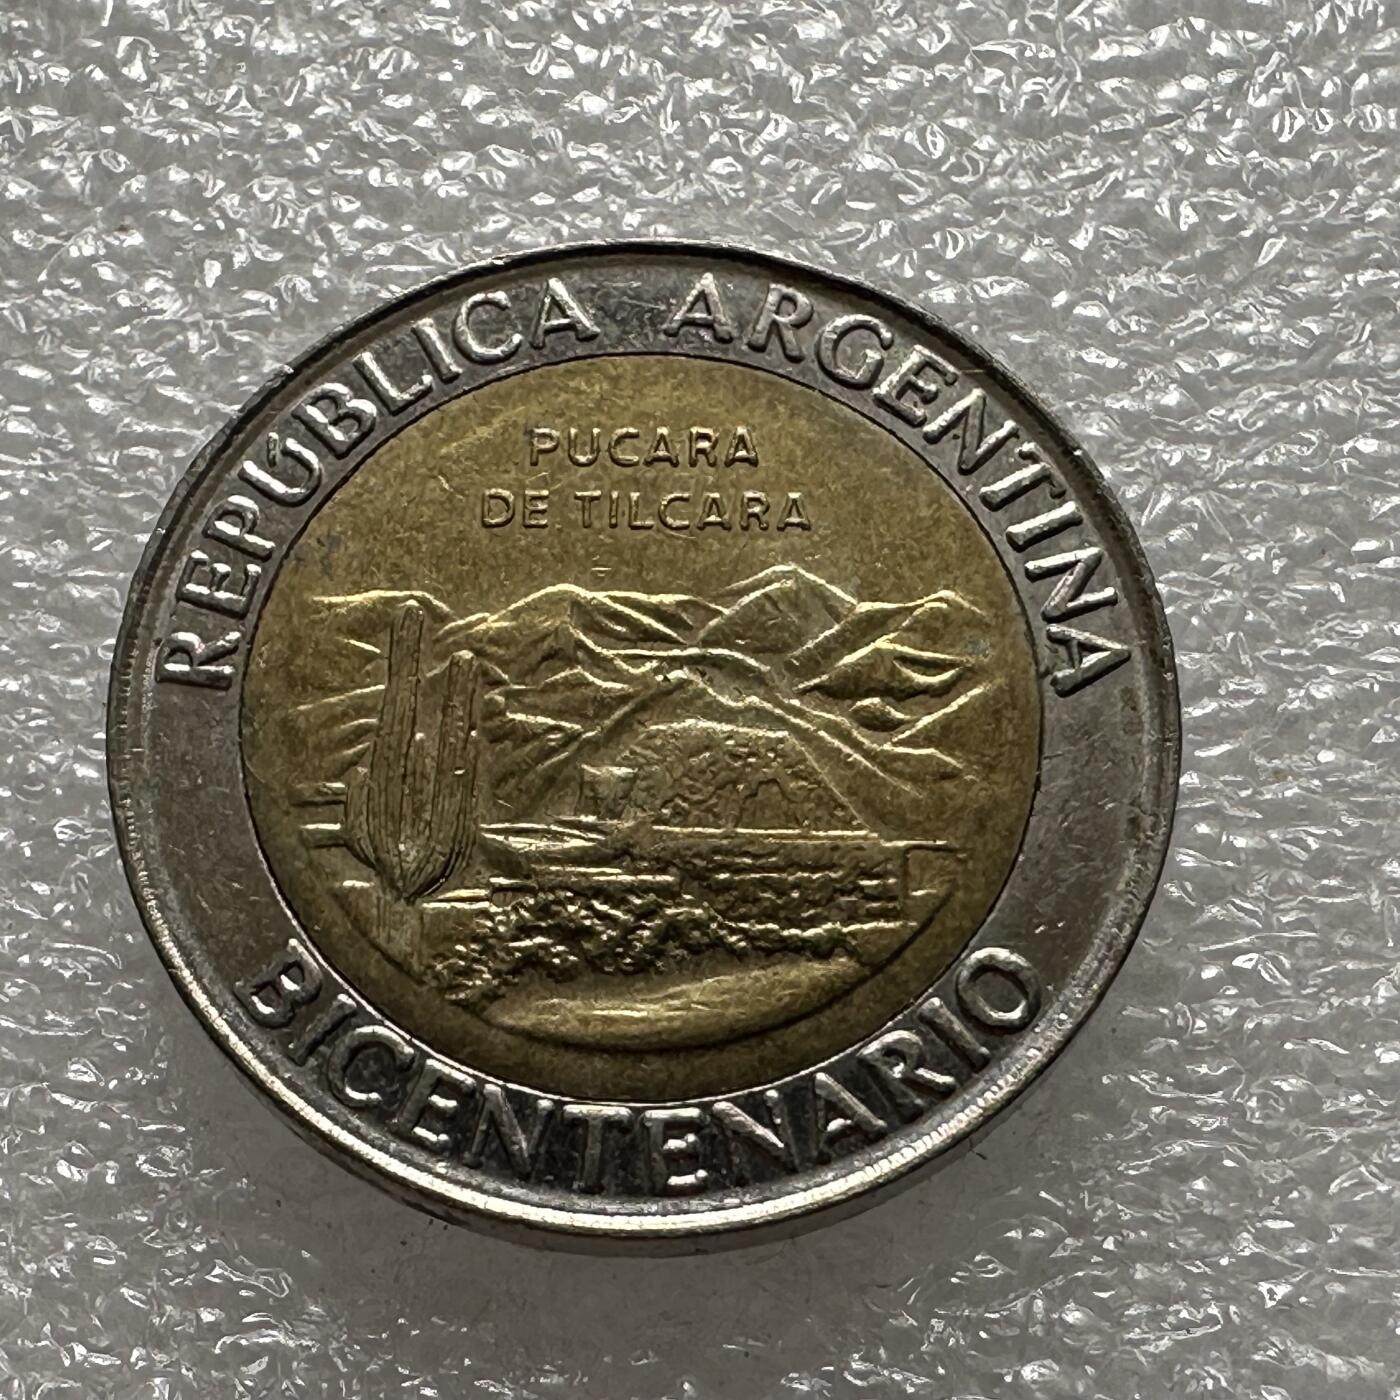 REPÚBLICA ARGENTINA
PUCARA
DE TILCARA
BICENTENARIO